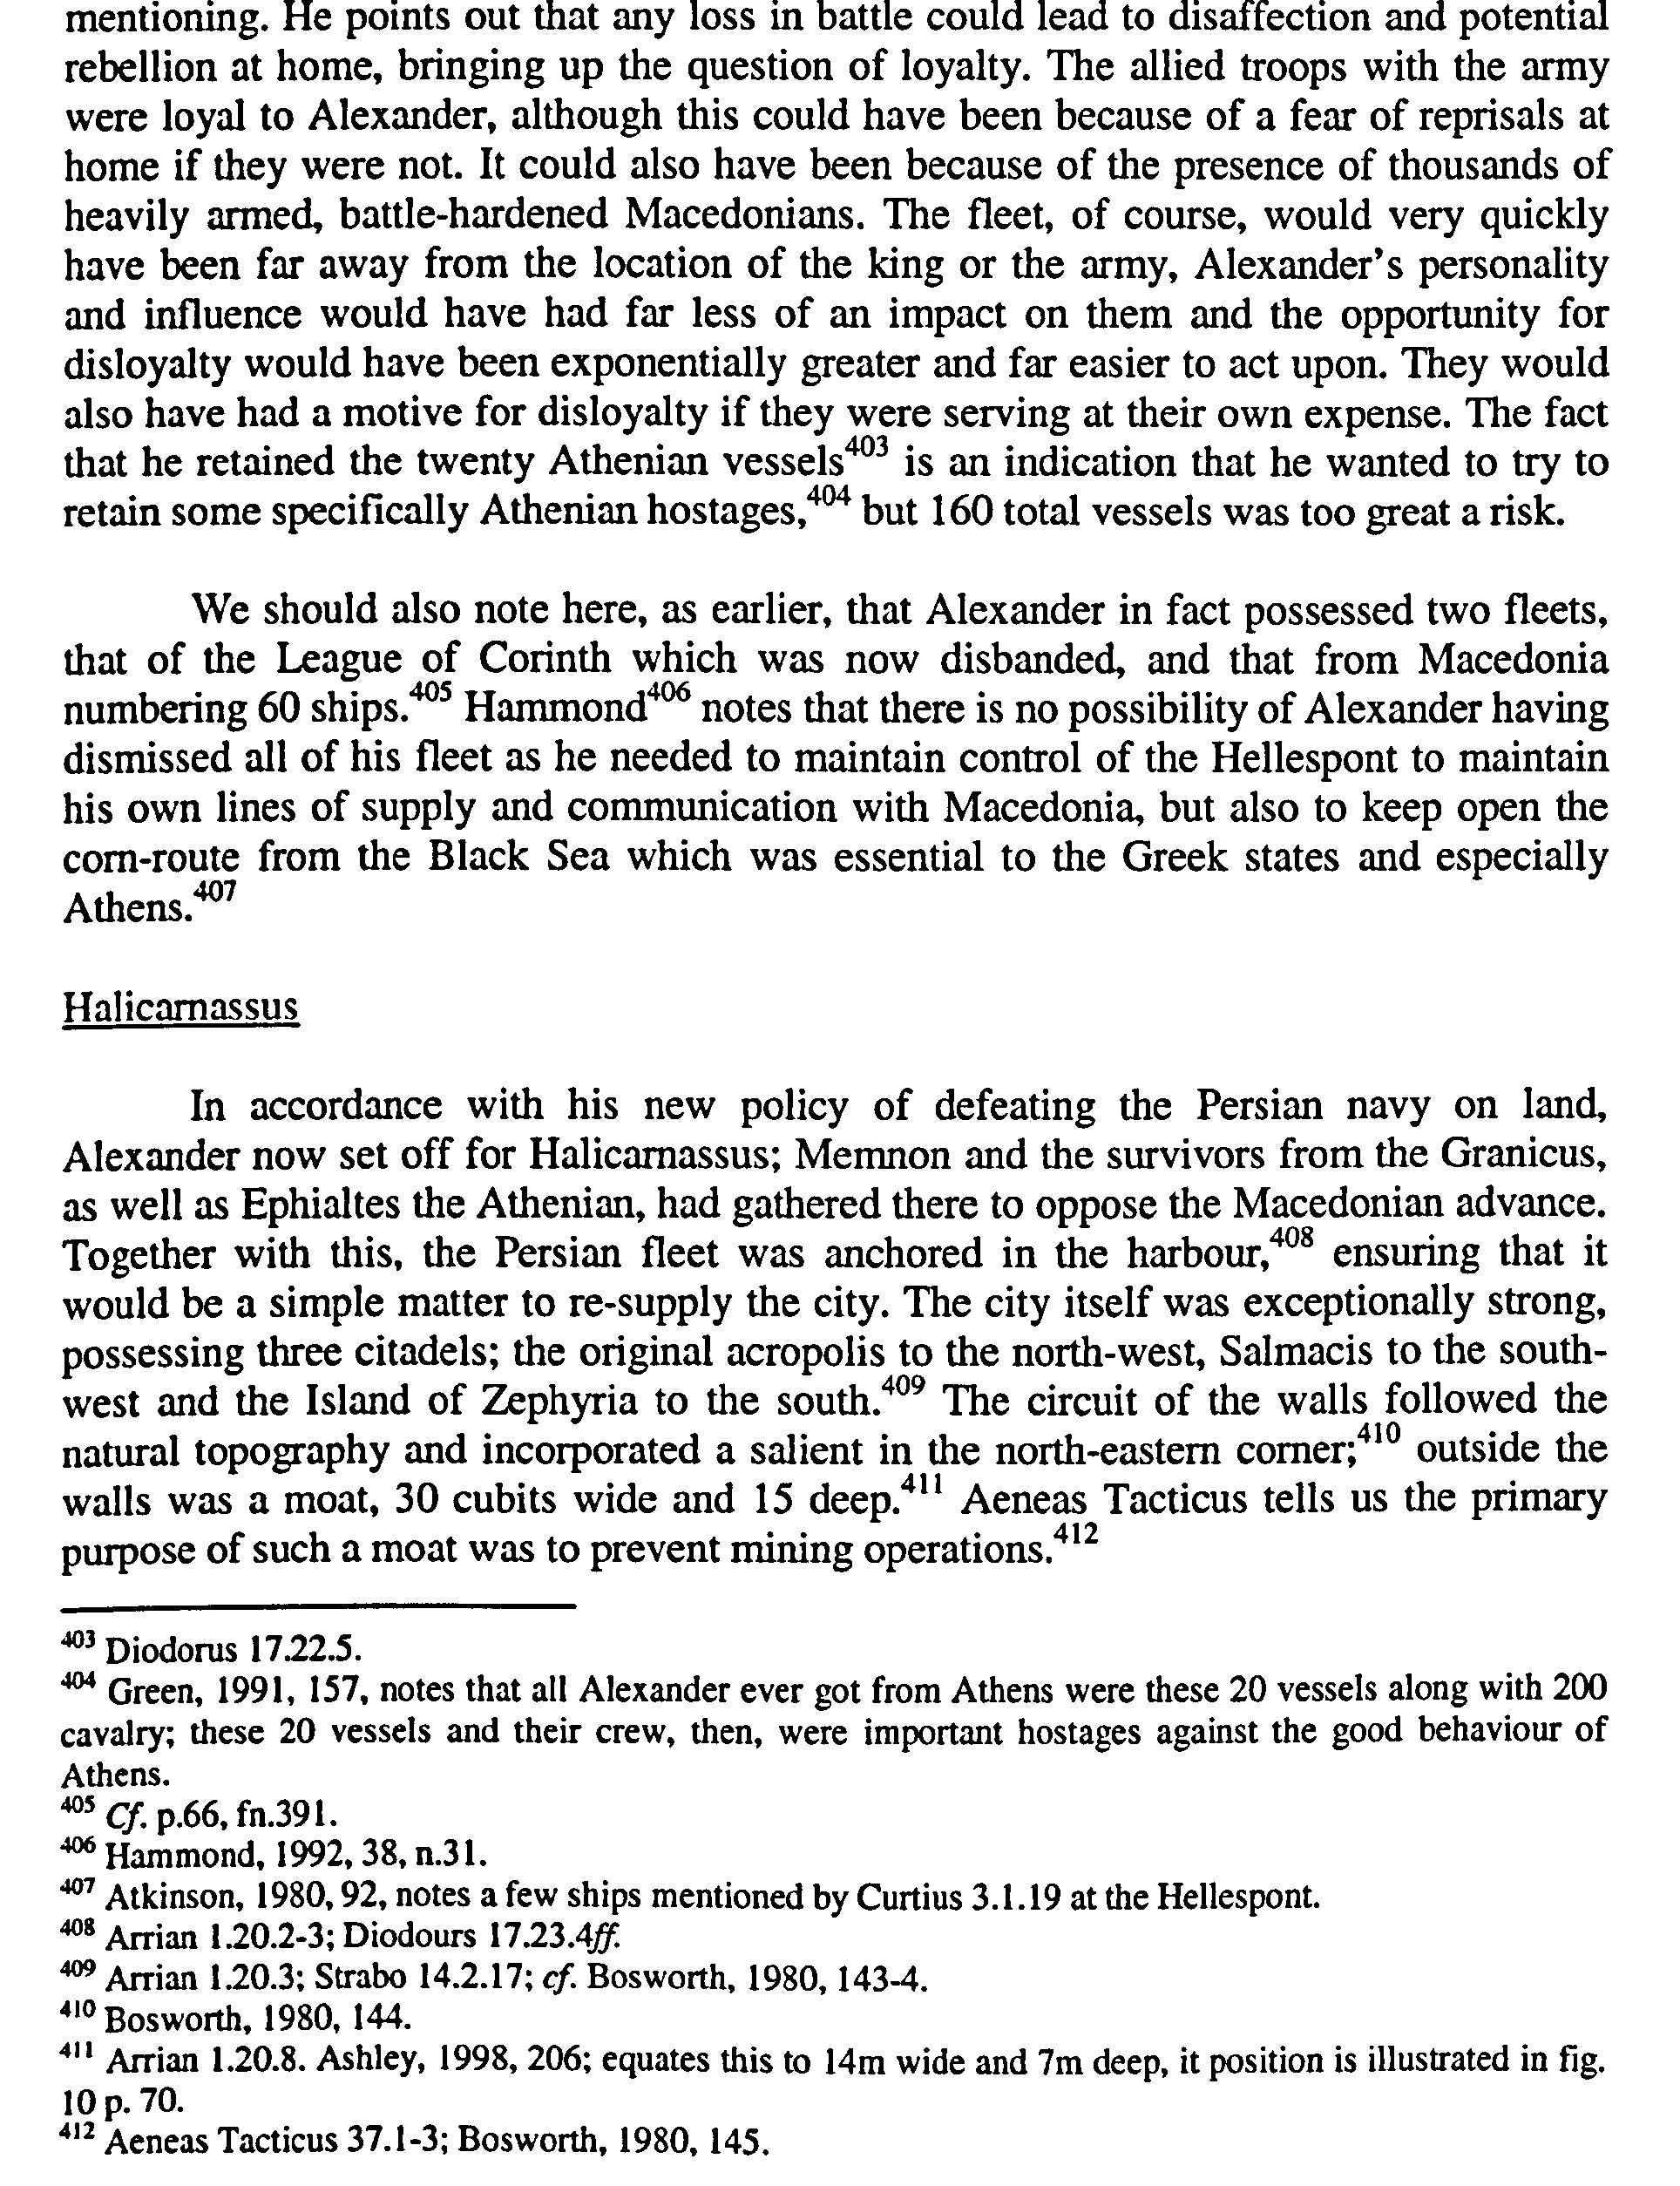 mentioning. He points out that any loss in battle could lead to disaffection and potential
rebellion at home, bringing up the question of loyalty. The allied troops with the army
were loyal to Alexander, although this could have been because of a fear of reprisals at
home if they were not. It could also have been because of the presence of thousands of
heavily armed, battle-hardened Macedonians. The fleet, of course, would very quickly
have been far away from the location of the king or the army, Alexander's personality
and influence would have had far less of an impact on them and the opportunity for
disloyalty would have been exponentially greater and far easier to act upon. They would
also have had a motive for disloyalty if they were serving at their own expense. The fact
that he retained the twenty Athenian vessels403 is an indication that he wanted to try to
retain some specifically Athenian hostages,404 but 160 total vessels was too great a risk.
We should also note here, as earlier, that Alexander in fact possessed two fleets,
that of the League of Corinth which was now disbanded, and that from Macedonia
numbering 60 ships.405 Hammond406 notes that there is no possibility of Alexander having
dismissed all of his fleet as he needed to maintain control of the Hellespont to maintain
his own lines of supply and communication with Macedonia, but also to keep open the
corn-route from the Black Sea which was essential to the Greek states and especially
Athens.407
Halicarnassus
In accordance with his new policy of defeating the Persian navy on land,
Alexander now set off for Halicarnassus; Memnon and the survivors from the Granicus,
as well as Ephialtes the Athenian, had gathered there to oppose the Macedonian advance.
Together with this, the Persian fleet was anchored in the harbour,408 ensuring that it
would be a simple matter to re-supply the city. The city itself was exceptionally strong,
possessing three citadels; the original acropolis to the north-west, Salmacis to the south-
west and the Island of Zephyria to the south.409 The circuit of the walls followed the
natural topography and incorporated a salient in the north-eastern corner;410 outside the
walls was a moat, 30 cubits wide and 15 deep.411 Aeneas Tacticus tells us the primary
purpose of such a moat was to prevent mining operations.412
403 Diodorus 17.22.5.
404 Green, 1991, 157, notes that all Alexander ever got from Athens were these 20 vessels along with 200
cavalry; these 20 vessels and their crew, then, were important hostages against the good behaviour of
Athens.
405 Cf. p.66, fn.391.
406 Hammond, 1992, 38, n.31.
407 Atkinson, 1980, 92, notes a few ships mentioned by Curtius 3.1.19 at the Hellespont.
408 Arrian 1.20.2-3; Diodours 17.23.4ff.
409 Arrian 1.20.3; Strabo 14.2.17; cf. Bosworth, 1980, 143-4.
410 Bosworth, 1980, 144.
411 Arrian 1.20.8. Ashley, 1998, 206; equates this to 14m wide and 7m deep, it position is illustrated in fig.
10 p. 70.
412 Aeneas Tacticus 37.1-3; Bosworth, 1980, 145.